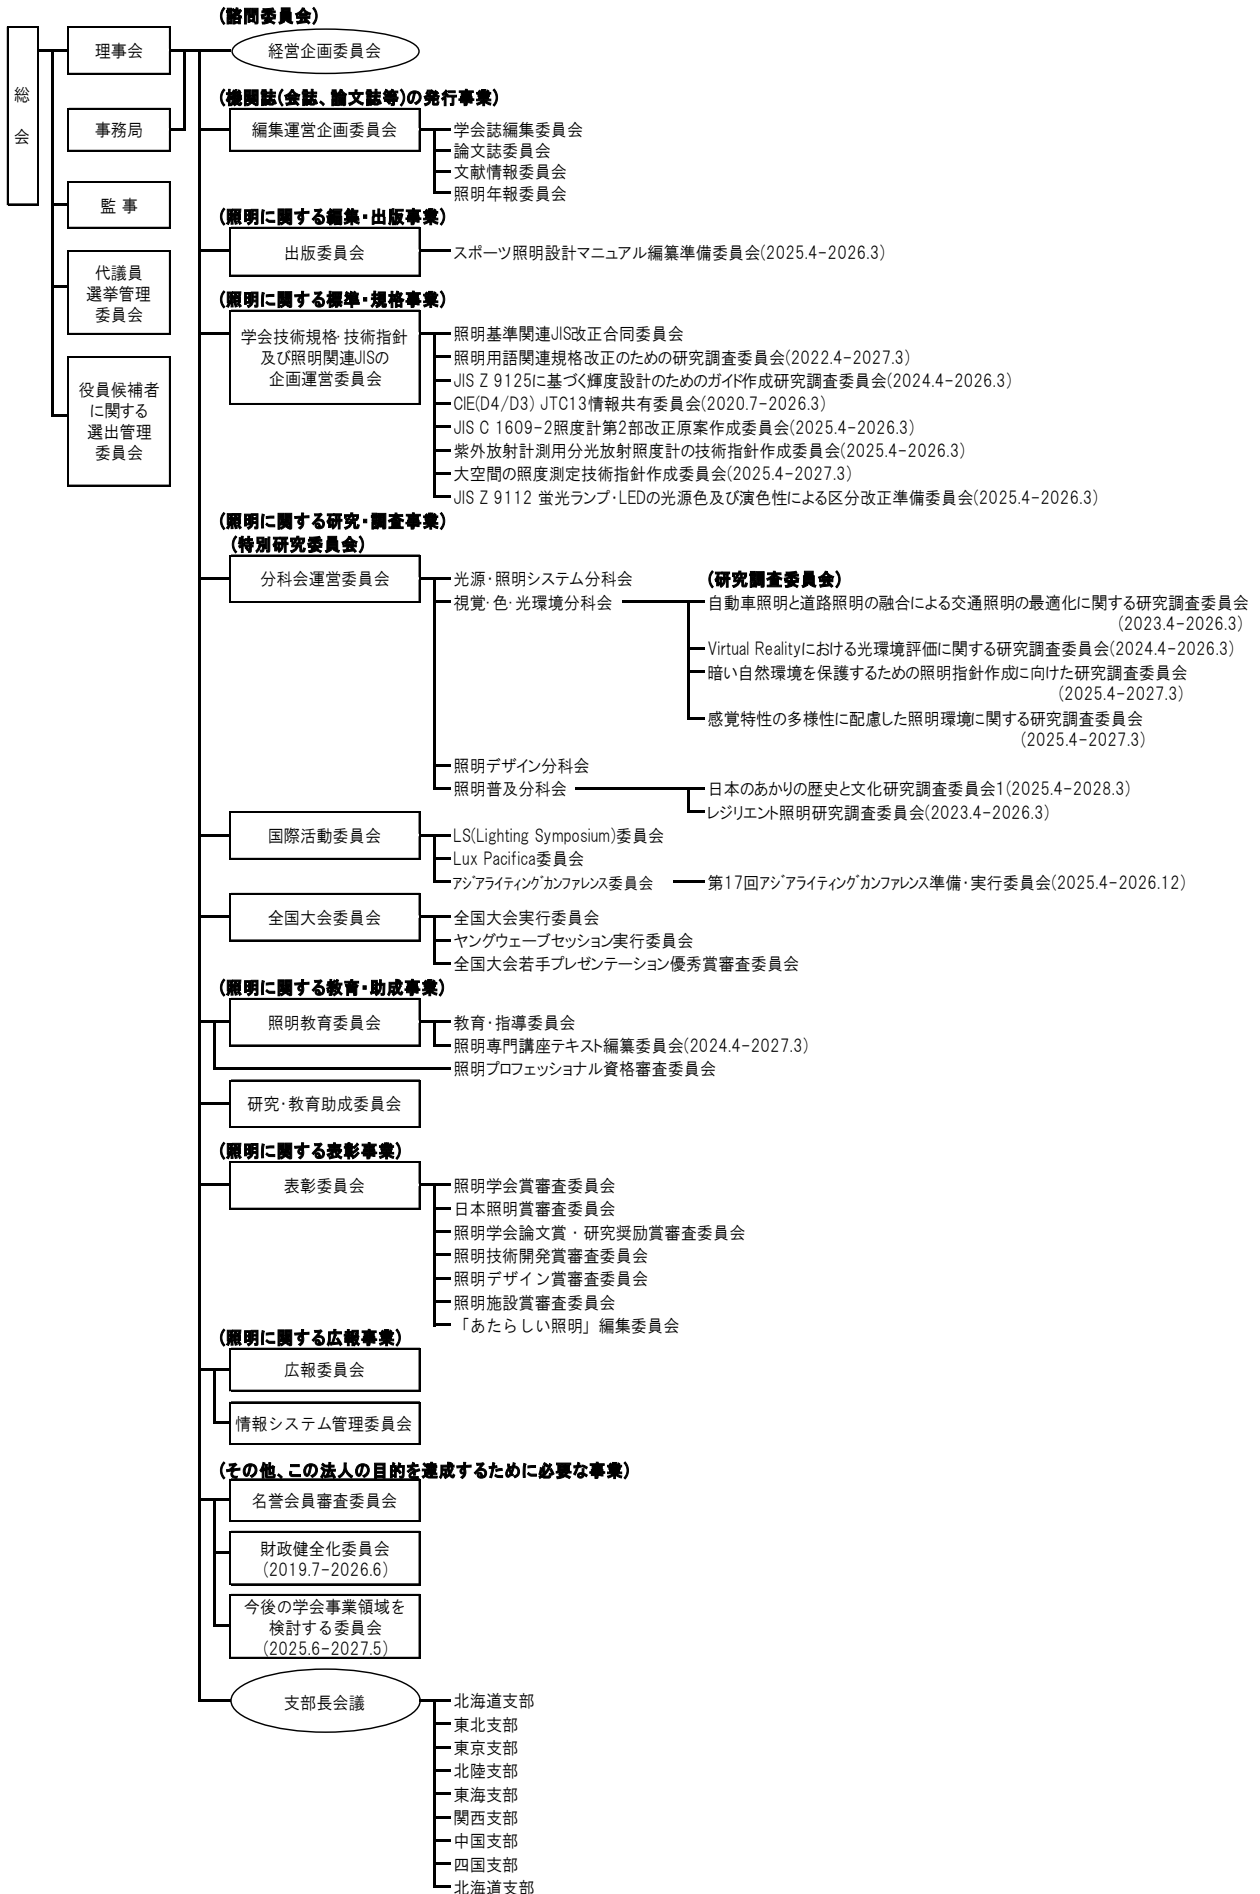 総会
理事会
事務局
監 事
代議員
選挙管理
委員会
役員候補者
に関する
選出管理
委員会
(諮問委員会)
経営企画委員会
(機関誌(会誌、論文誌等)の発行事業)
編集運営企画委員会
学会誌編集委員会
論文誌委員会
文献情報委員会
照明年報委員会
(照明に関する編集・出版事業)
出版委員会
スポーツ照明設計マニュアル編纂準備委員会(2025.4-2026.3)
(照明に関する標準・規格事業)
学会技術規格・技術指針
及び照明関連JISの
企画運営委員会
照明基準関連JIS改正合同委員会
照明用語関連規格改正のための研究調査委員会(2022.4-2027.3)
JIS Z 9125に基づく輝度設計のためのガイド作成研究調査委員会(2024.4-2026.3)
CIE(D4/D3) JTC13情報共有委員会(2020.7-2026.3)
JIS C 1609-2照度計第2部改正原案作成委員会(2025.4-2026.3)
紫外放射計測用分光放射照度計の技術指針作成委員会(2025.4-2026.3)
大空間の照度測定技術指針作成委員会(2025.4-2027.3)
JIS Z 9112 蛍光ランプ・LEDの光源色及び演色性による区分改正準備委員会(2025.4-2026.3)
(照明に関する研究・調査事業)
(特別研究委員会)
分科会運営委員会
光源・照明システム分科会
視覚・色・光環境分科会
(研究調査委員会)
自動車照明と道路照明の融合による交通照明の最適化に関する研究調査委員会
(2023.4-2026.3)
Virtual Realityにおける光環境評価に関する研究調査委員会(2024.4-2026.3)
暗い自然環境を保護するための照明指針作成に向けた研究調査委員会
(2025.4-2027.3)
感覚特性の多様性に配慮した照明環境に関する研究調査委員会
(2025.4-2027.3)
照明デザイン分科会
照明普及分科会
日本のあかりの歴史と文化研究調査委員会1(2025.4-2028.3)
レジリエント照明研究調査委員会(2023.4-2026.3)
国際活動委員会
LS(Lighting Symposium)委員会
Lux Pacifica委員会
アジアライティングカンファレンス委員会
第17回アジアライティングカンファレンス準備・実行委員会(2025.4-2026.12)
全国大会委員会
全国大会実行委員会
ヤングウェーブセッション実行委員会
全国大会若手プレゼンテーション優秀賞審査委員会
(照明に関する教育・助成事業)
照明教育委員会
教育・指導委員会
照明専門講座テキスト編纂委員会(2024.4-2027.3)
照明プロフェッショナル資格審査委員会
研究・教育助成委員会
(照明に関する表彰事業)
表彰委員会
照明学会賞審査委員会
日本照明賞審査委員会
照明学会論文賞・研究奨励賞審査委員会
照明技術開発賞審査委員会
照明デザイン賞審査委員会
照明施設賞審査委員会
「あたらしい照明」編集委員会
(照明に関する広報事業)
広報委員会
情報システム管理委員会
(その他、この法人の目的を達成するために必要な事業)
名誉会員審査委員会
財政健全化委員会
(2019.7-2026.6)
今後の学会事業領域を
検討する委員会
(2025.6-2027.5)
支部長会議
北海道支部
東北支部
東京支部
北陸支部
東海支部
関西支部
中国支部
四国支部
北海道支部